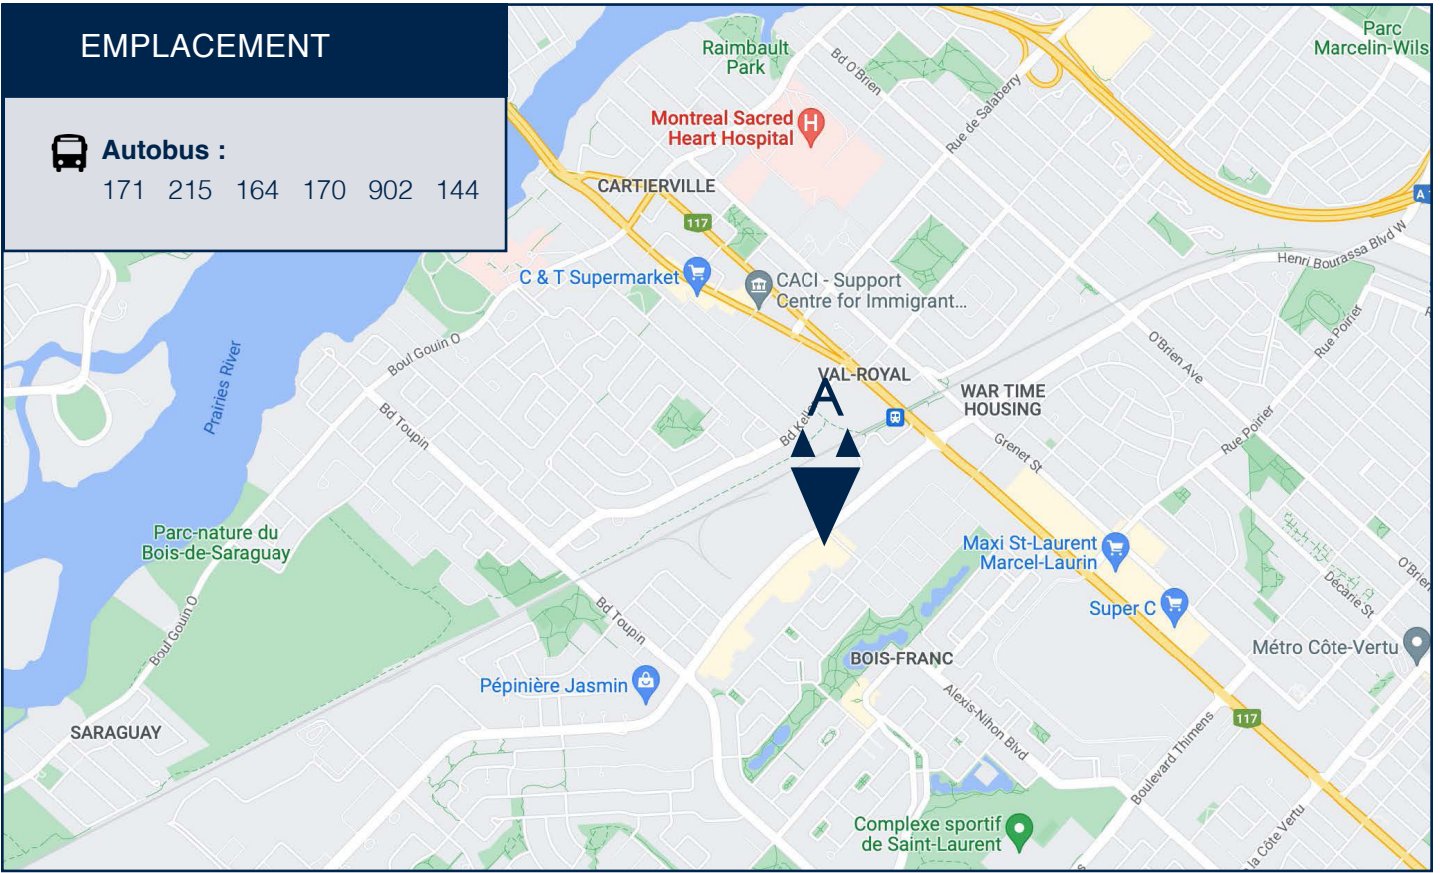 EMPLACEMENT
Autobus :
171 215 164 170 902 144
Raimbault
Park
Bd O'Brien
Parc
Marcelin-Wils
Montreal Sacred
Heart Hospital
H
Rue de Salaberry
CARTIERVILLE
117
A
Henri Bourassa Blvd W
C & T Supermarket
CACI - Support
Centre for Immigrant...
Boul Gouin O
Prairies River
O'Brien Ave
Rue Poirier
VAL-ROYAL
WAR TIME
HOUSING
A
Bd Kelle
Bd Toupin
Grenet St
Rue Poirier
Parc-nature du
Bois-de-Saraguay
Maxi St-Laurent
Marcel-Laurin
O'Brien
Décarie St
Super C
Bd Toupin
Boul Gouin O
Métro Côte-Vertu
BOIS-FRANC
Pépinière Jasmin
Alexis-Nihon Blvd
SARAGUAY
117
Boulevard Thimens
Complexe sportif
de Saint-Laurent
la Côte Vertu